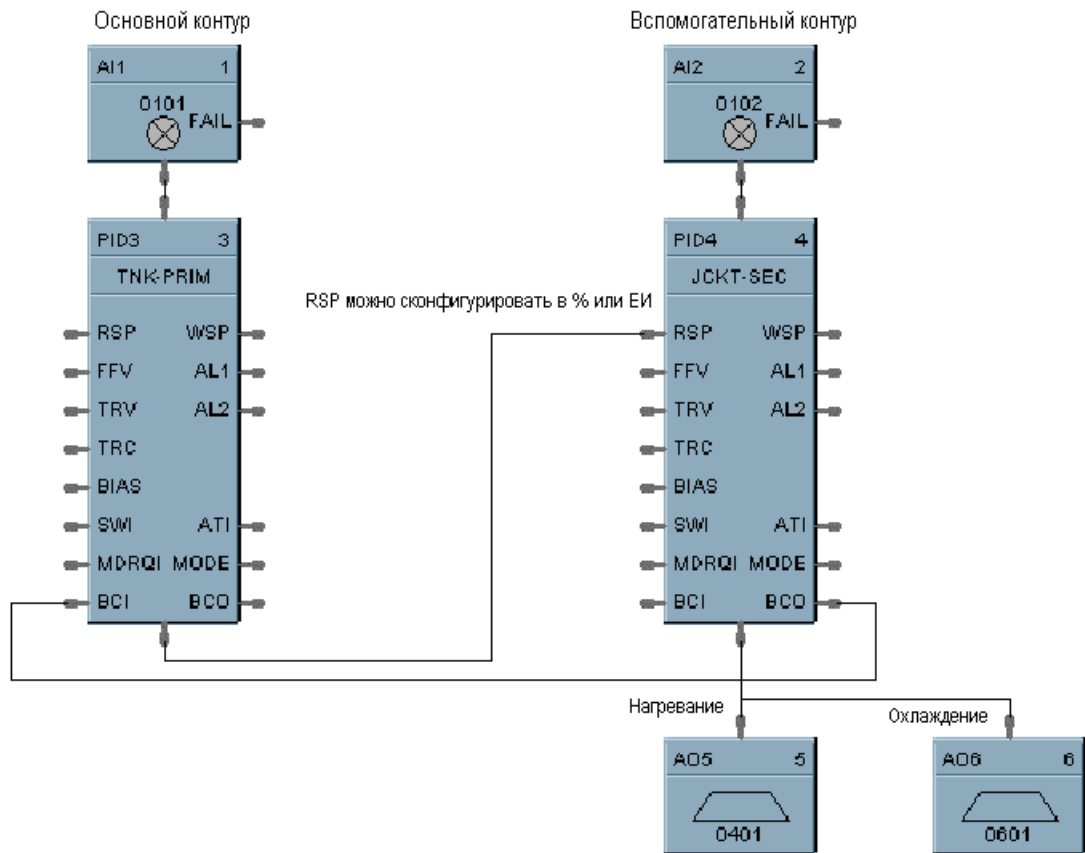 Основной контур
Вспомогательный контур
AI1 1
0101
FAIL
AI2 2
0102
FAIL
PID3 3
TNK-PRIM
RSP WSP
FFV AL1
TRV AL2
TRC
BIAS
SWI ATI
MDRQI MODE
BCI BCO
RSP можно сконфигурировать в % или ЕИ
PID4 4
JCKT-SEC
RSP WSP
FFV AL1
TRV AL2
TRC
BIAS
SWI ATI
MDRQI MODE
BCI BCO
Нагревание
Охлаждение
AO5 5
0401
AO6 6
0601